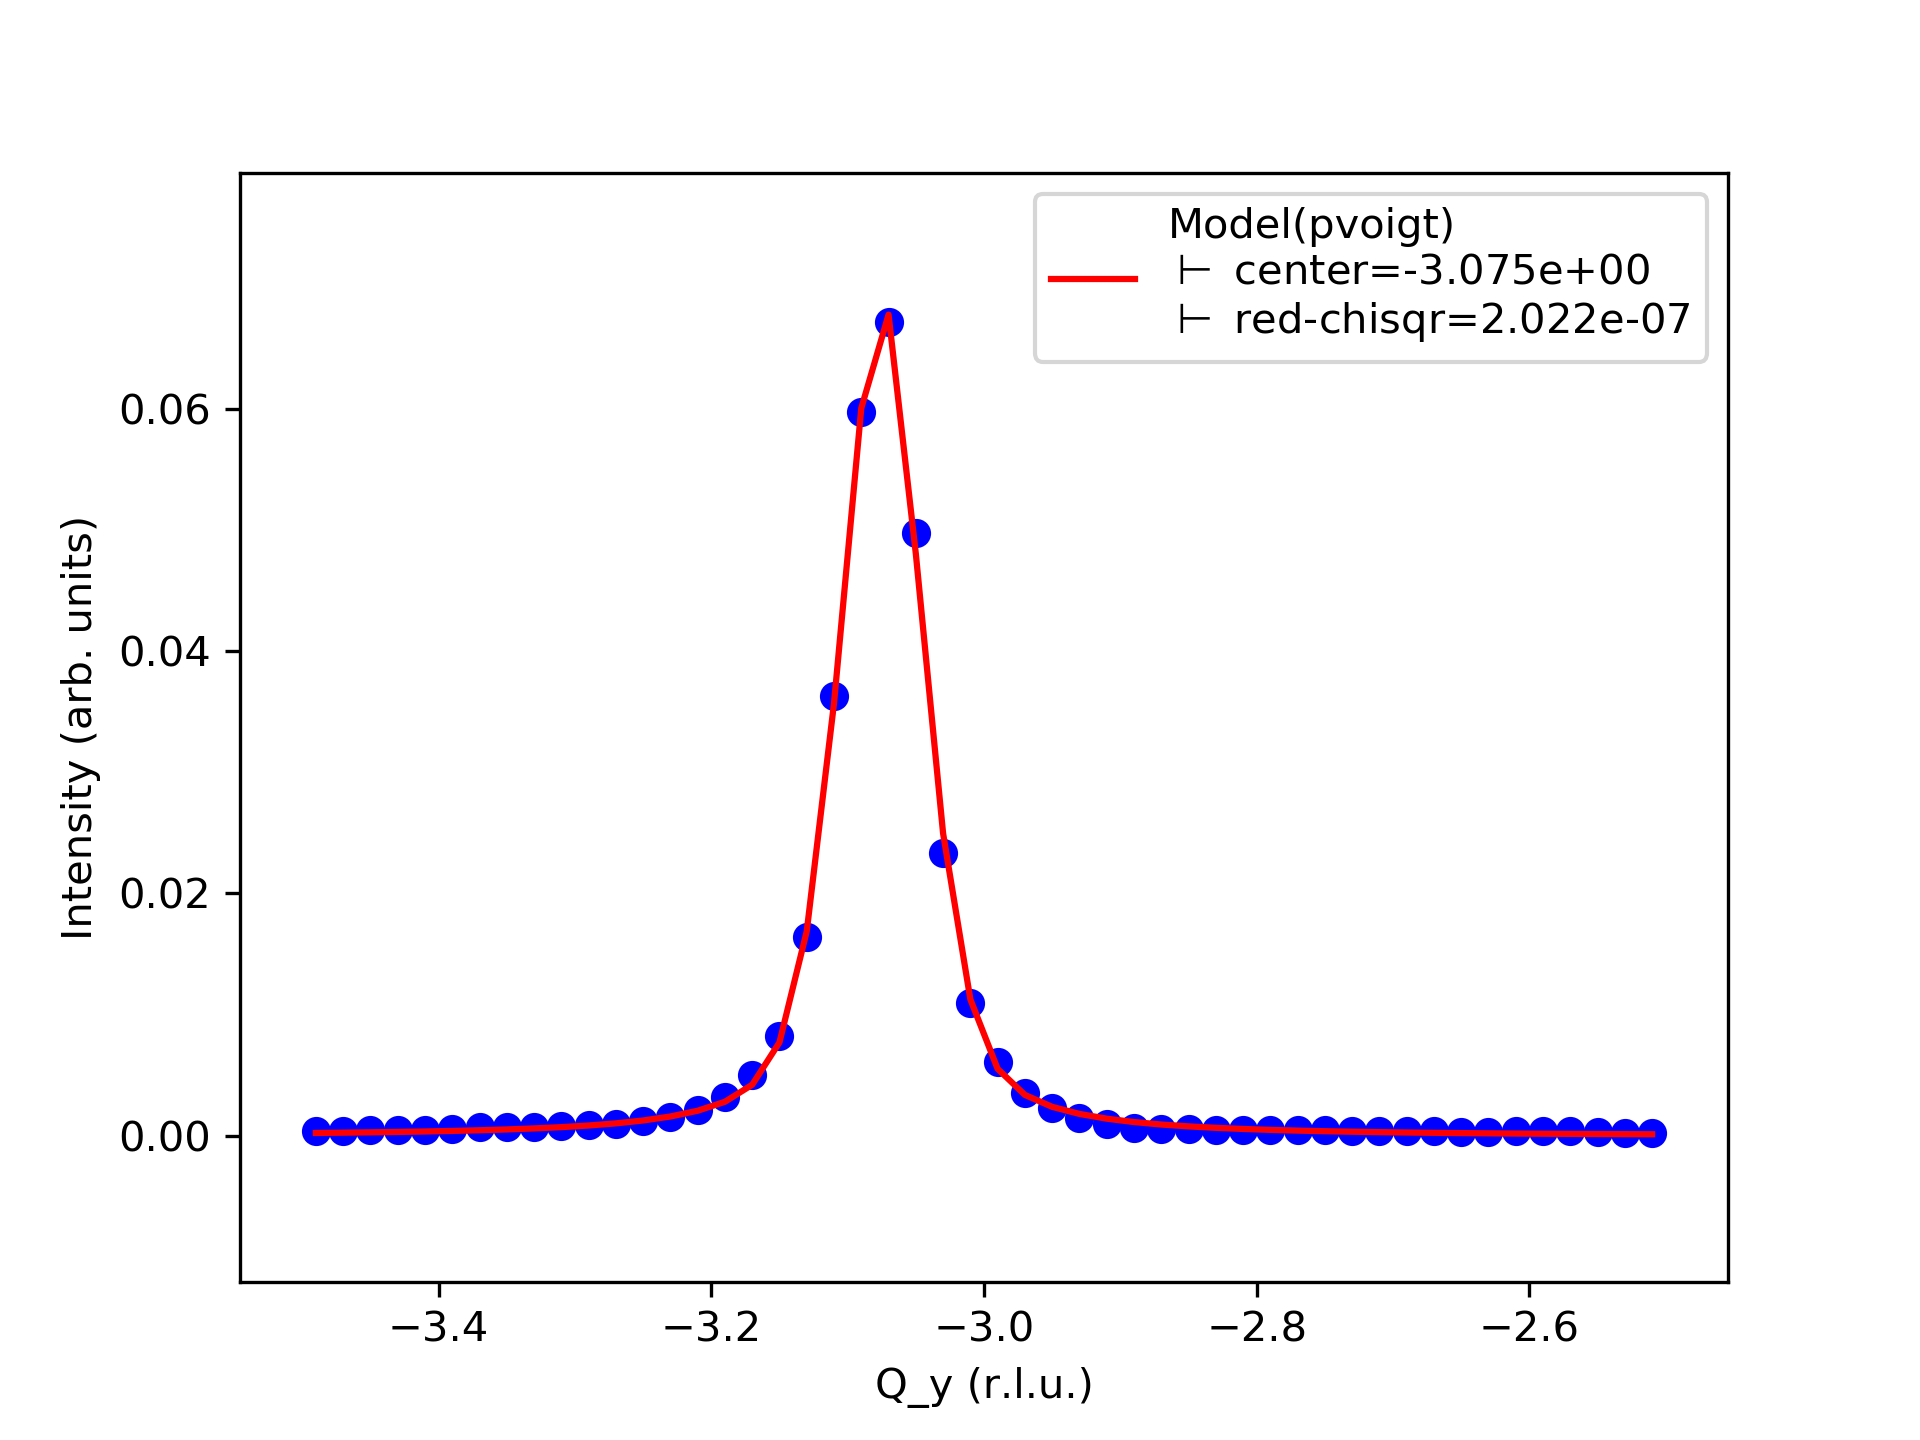 Model(pvoigt)
⊢ center=-3.075e+00
⊢ red-chisqr=2.022e-07
0.06
0.04
0.02
0.00
Intensity (arb. units)
−3.4 −3.2 −3.0 −2.8 −2.6
Q_y (r.l.u.)